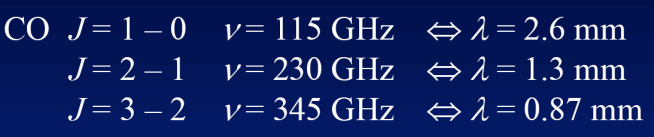 CO J = 1 – 0 ν = 115 GHz ⇔ λ = 2.6 mm
J = 2 – 1 ν = 230 GHz ⇔ λ = 1.3 mm
J = 3 – 2 ν = 345 GHz ⇔ λ = 0.87 mm